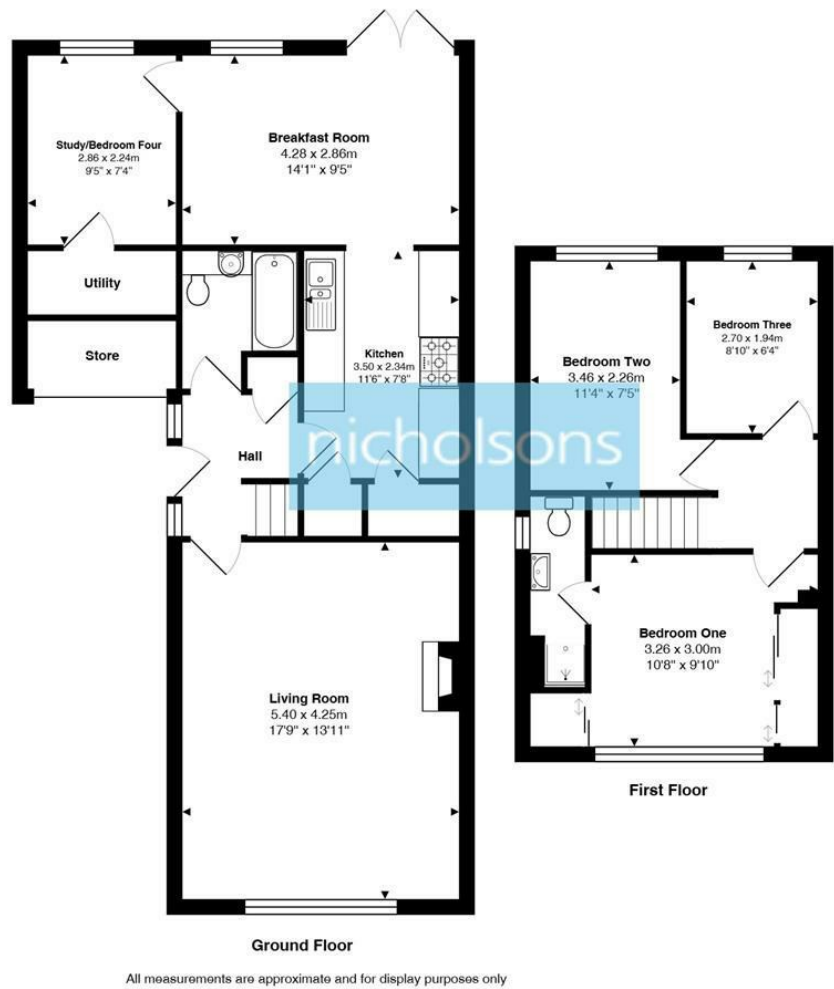 Study/Bedroom Four
2.86 x 2.24m
9'5" x 7'4"
Breakfast Room
4.28 x 2.86m
14'1" x 9'5"
Utility
Store
Kitchen
3.50 x 2.34m
11'6" x 7'8"
Hall
nicholsons
Living Room
5.40 x 4.25m
17'9" x 13'11"
Ground Floor
Bedroom Two
3.46 x 2.26m
11'4" x 7'5"
Bedroom Three
2.70 x 1.94m
8'10" x 6'4"
Bedroom One
3.26 x 3.00m
10'8" x 9'10"
First Floor
All measurements are approximate and for display purposes only